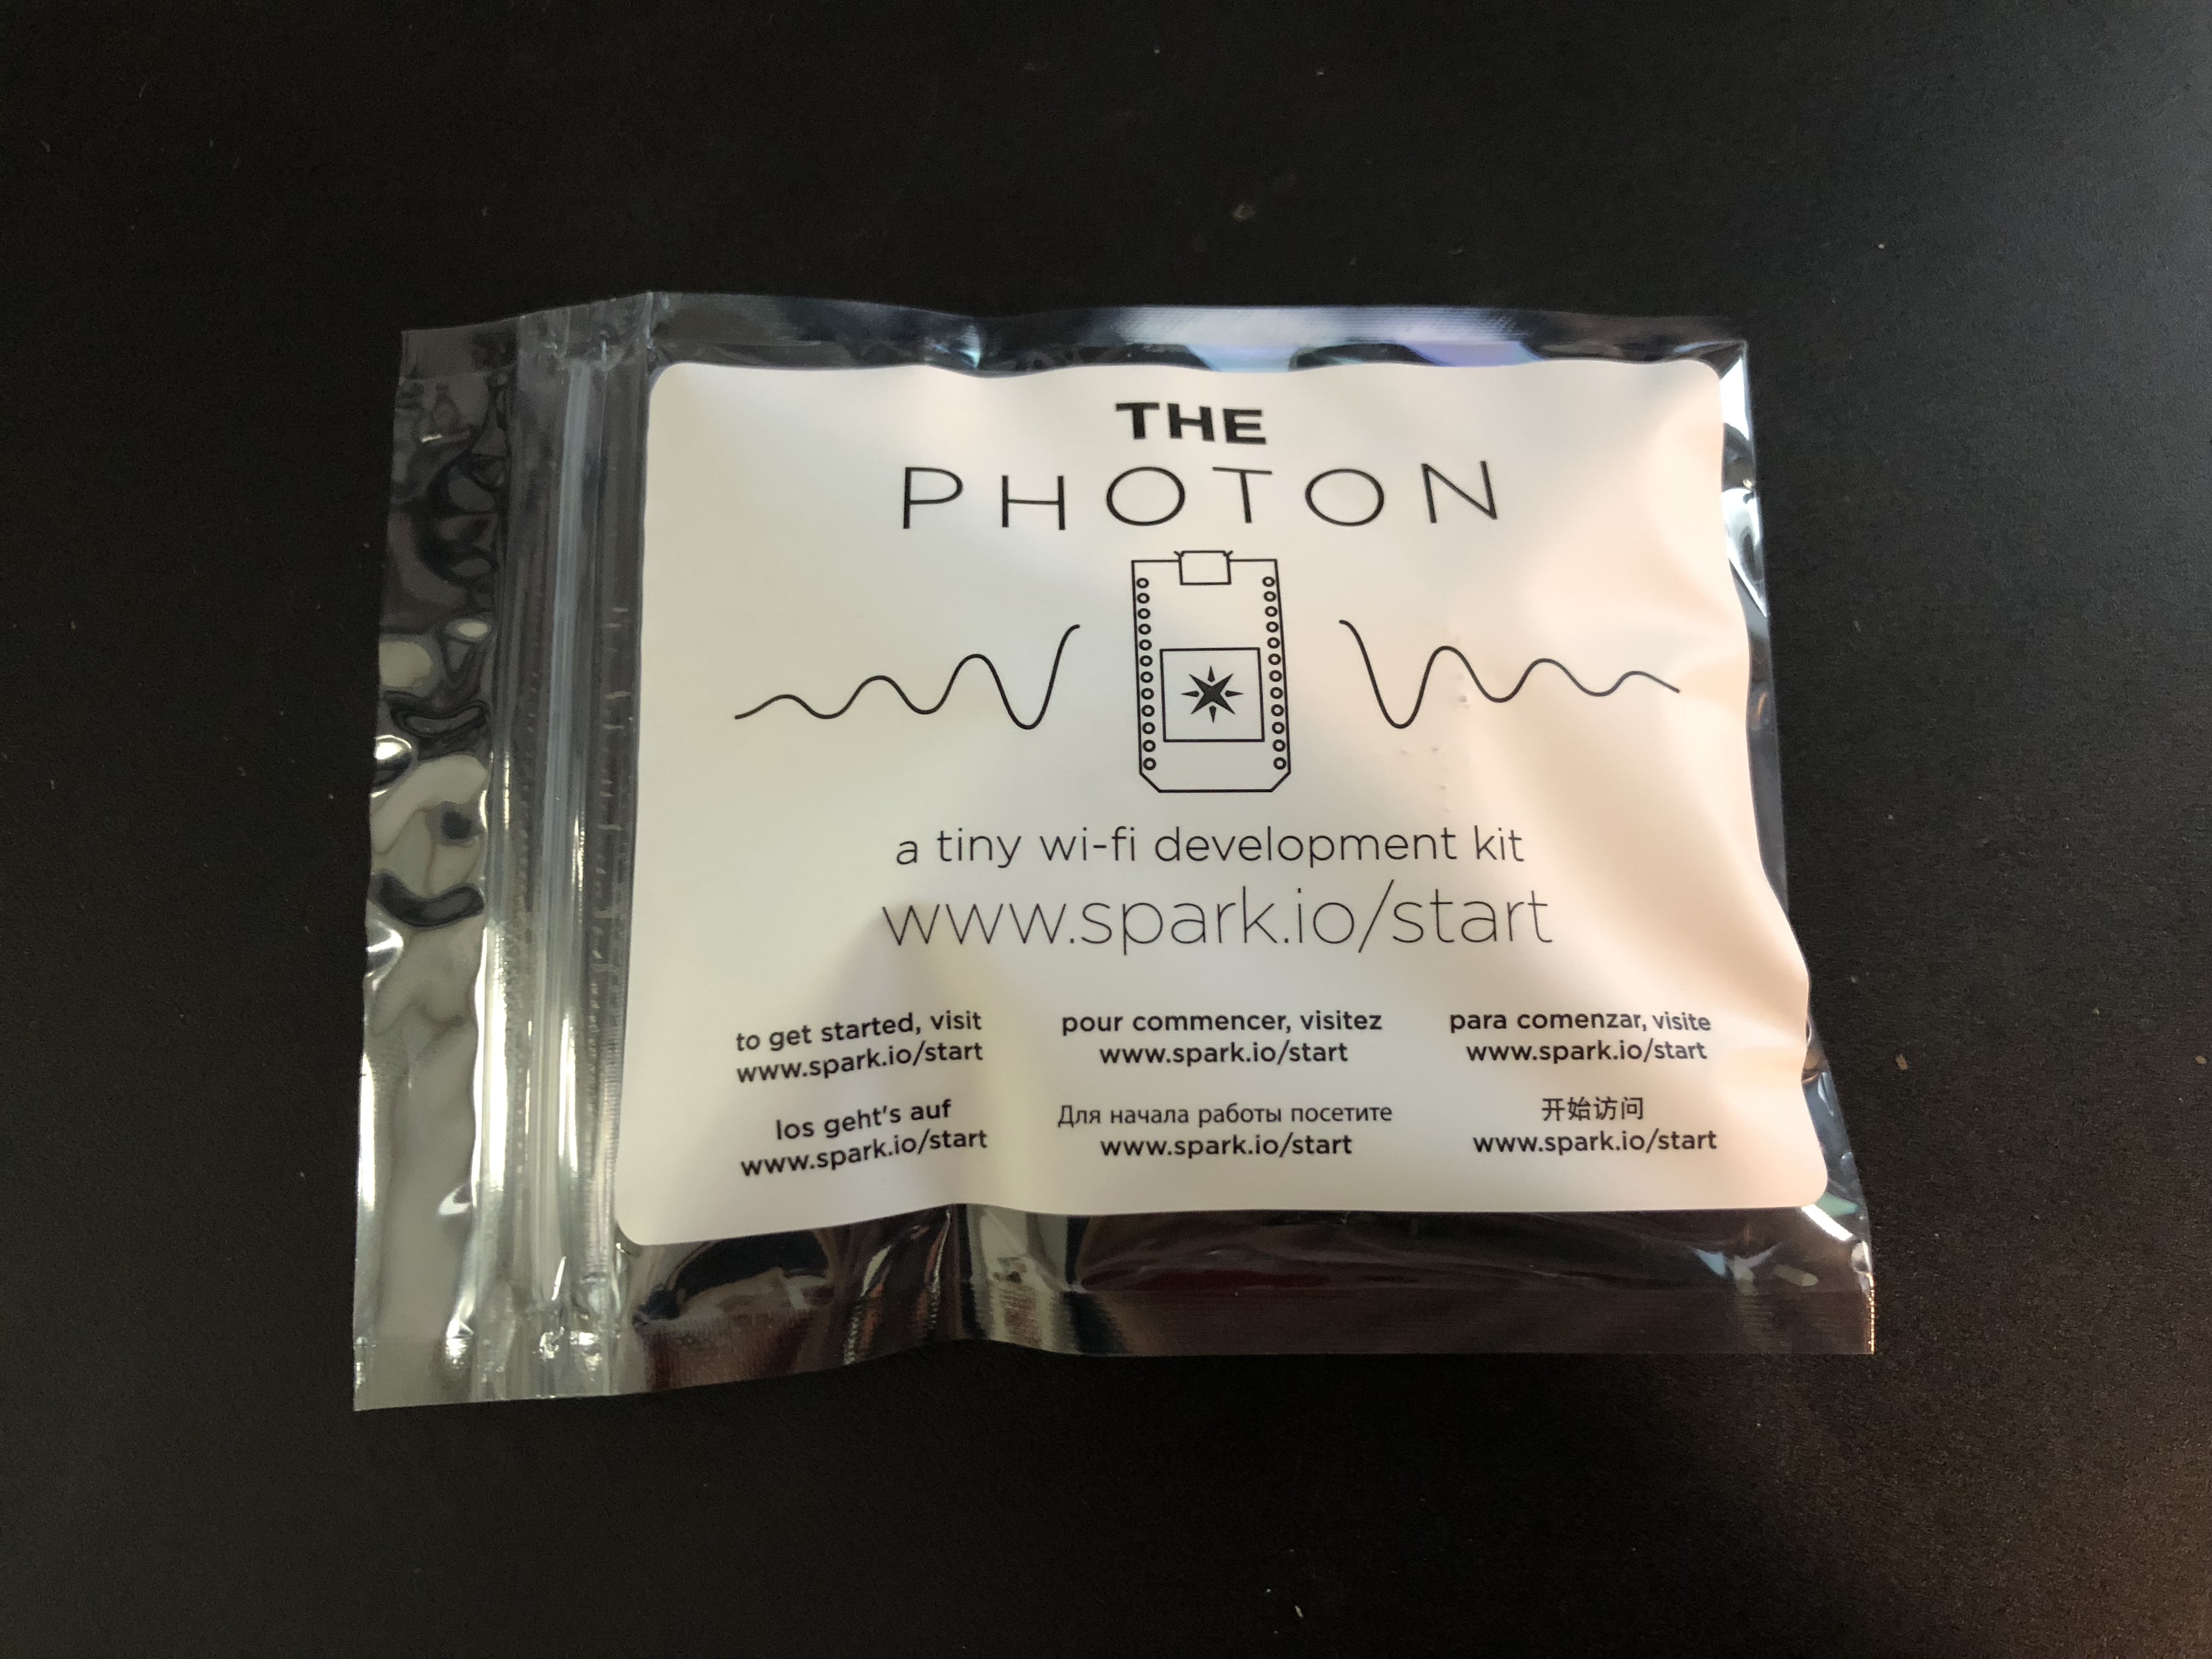 THE
PHOTON
a tiny wi-fi development kit
www.spark.io/start
to get started, visit
www.spark.io/start
pour commencer, visitez
www.spark.io/start
para comenzar, visite
www.spark.io/start
los geht's auf
www.spark.io/start
Для начала работы посетите
www.spark.io/start
开始访问
www.spark.io/start